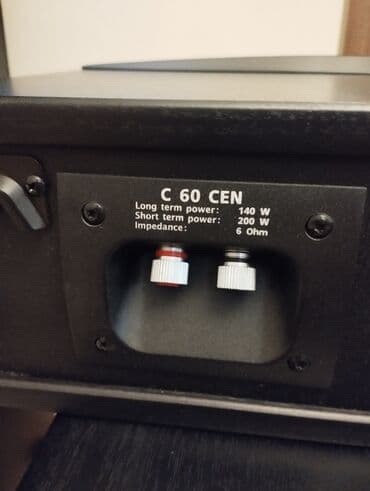 C 60 CEN
Long term power: 140 W
Short term power: 200 W
Impedance: 6 Ohm